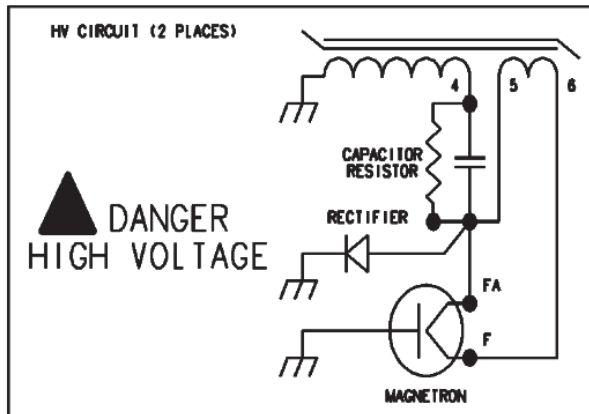 HV CIRCUIT (2 PLACES)
4
5
6
CAPACITOR
RESISTOR
RECTIFIER
DANGER
HIGH VOLTAGE
FA
F
MAGNETRON